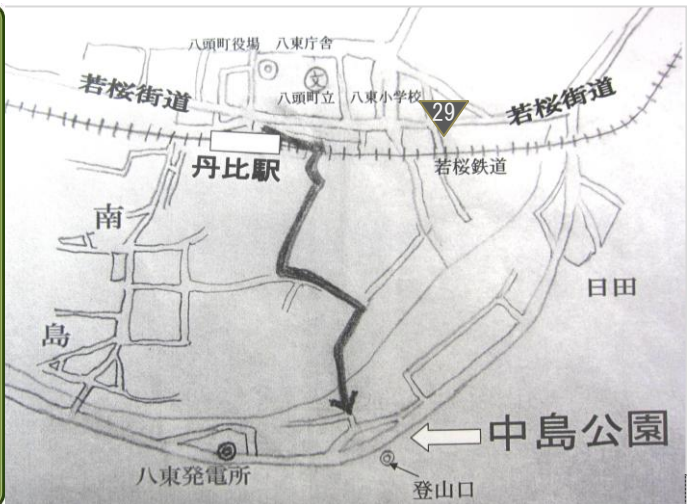 八頭町役場 八東庁舎
文
八頭町立 八東小学校
若桜街道
29
若桜街道
丹比駅
若桜鉄道
南
島
日田
中島公園
八東発電所
登山口